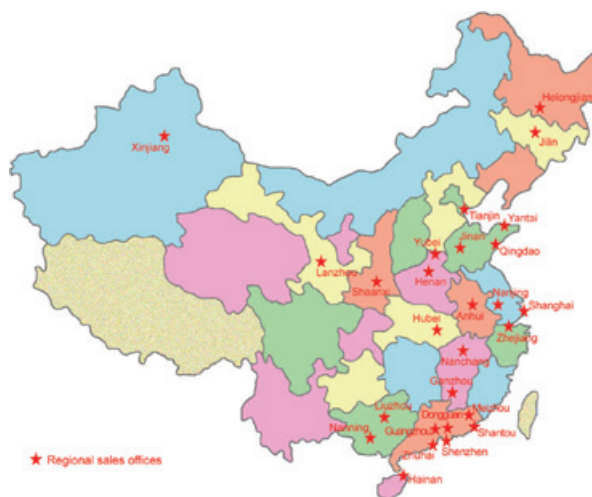 Helongjian
Xinjiang
Jilin
Tianjin
Yantai
Yubei
Jinan
Qingdao
Lanzhou
Henan
Shaanxi
Nanjing
Shanghai
Anhui
Hubei
Zhejiang
Nanchang
Ganzhou
Liuzhou
Meizhou
Dongguan
Nanning
Guangzhou
Shantou
Zhuhai
Shenzhen
Regional sales offices
Hainan